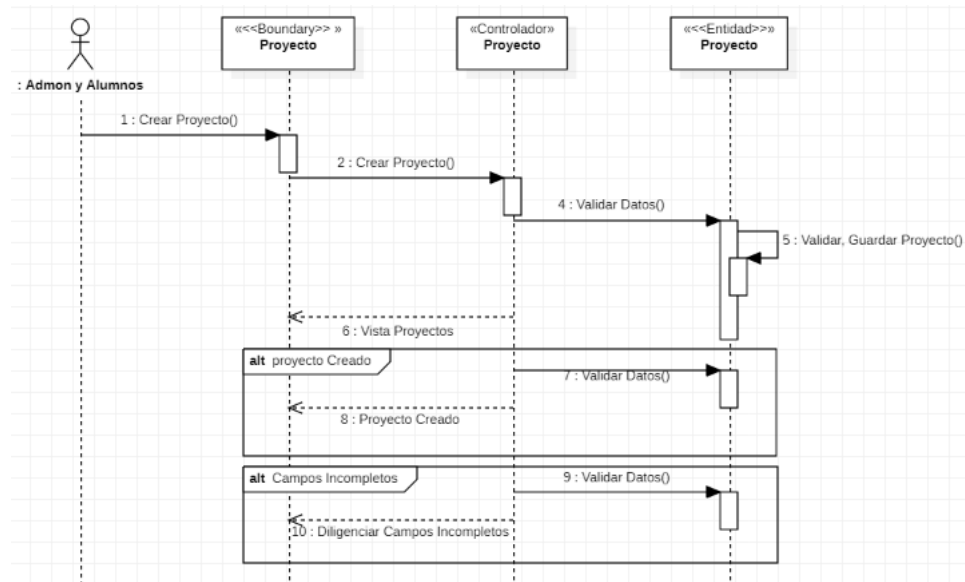 «<<Boundary>> »
Proyecto
«Controlador»
Proyecto
«<<Entidad>>»
Proyecto
: Admon y Alumnos
1 : Crear Proyecto()
2 : Crear Proyecto()
4 : Validar Datos()
5 : Validar, Guardar Proyecto()
6 : Vista Proyectos
alt proyecto Creado
7 : Validar Datos()
8 : Proyecto Creado
alt Campos Incompletos
9 : Validar Datos()
10 : Diligenciar Campos Incompletos